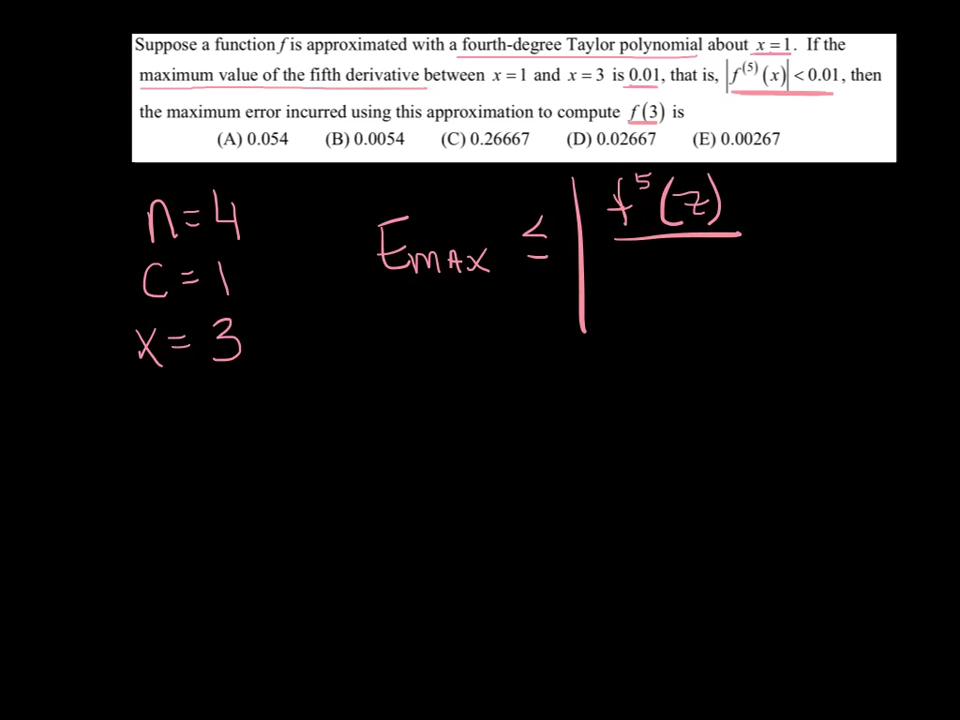 Suppose a function f is approximated with a fourth-degree Taylor polynomial about x = 1. If the
maximum value of the fifth derivative between x = 1 and x = 3 is 0.01, that is, |f^(5)(x)| < 0.01, then
the maximum error incurred using this approximation to compute f(3) is
(A) 0.054 (B) 0.0054 (C) 0.26667 (D) 0.02667 (E) 0.00267
n = 4
c = 1
x = 3
EMAX ≤ | f^5(z)